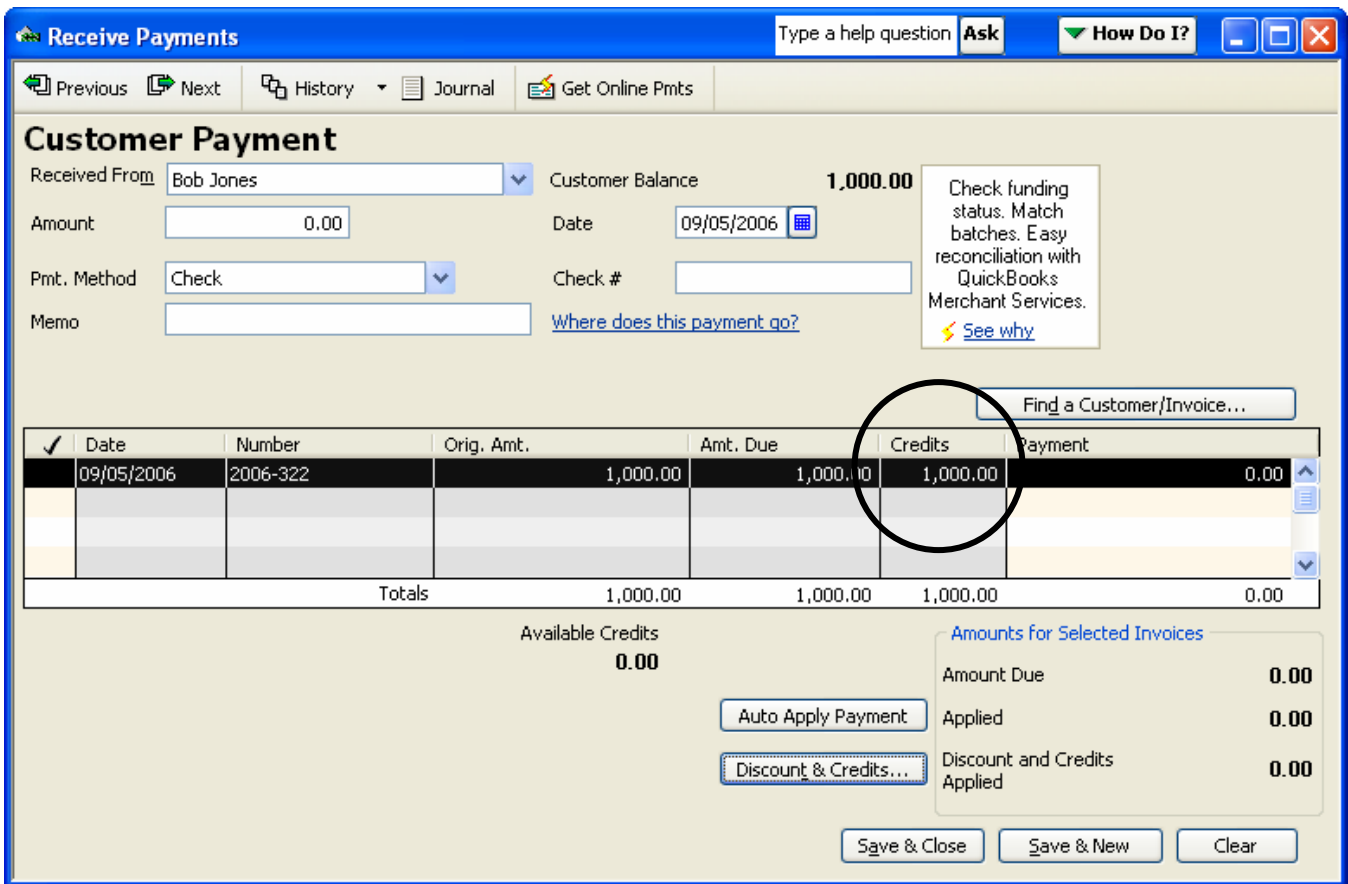 Receive Payments Type a help question Ask How Do I?
Previous Next History Journal Get Online Pmts
Customer Payment
Received From Bob Jones Customer Balance 1,000.00
Amount 0.00 Date 09/05/2006
Pmt. Method Check Check #
Memo Where does this payment go?
Check funding
status. Match
batches. Easy
reconciliation with
QuickBooks
Merchant Services.
See why
Find a Customer/Invoice...
✓ Date Number Orig. Amt. Amt. Due Credits Payment
09/05/2006 2006-322 1,000.00 1,000.00 1,000.00 0.00
Totals 1,000.00 1,000.00 1,000.00 0.00
Available Credits
0.00
Auto Apply Payment
Discount & Credits...
Amounts for Selected Invoices
Amount Due 0.00
Applied 0.00
Discount and Credits
Applied 0.00
Save & Close Save & New Clear